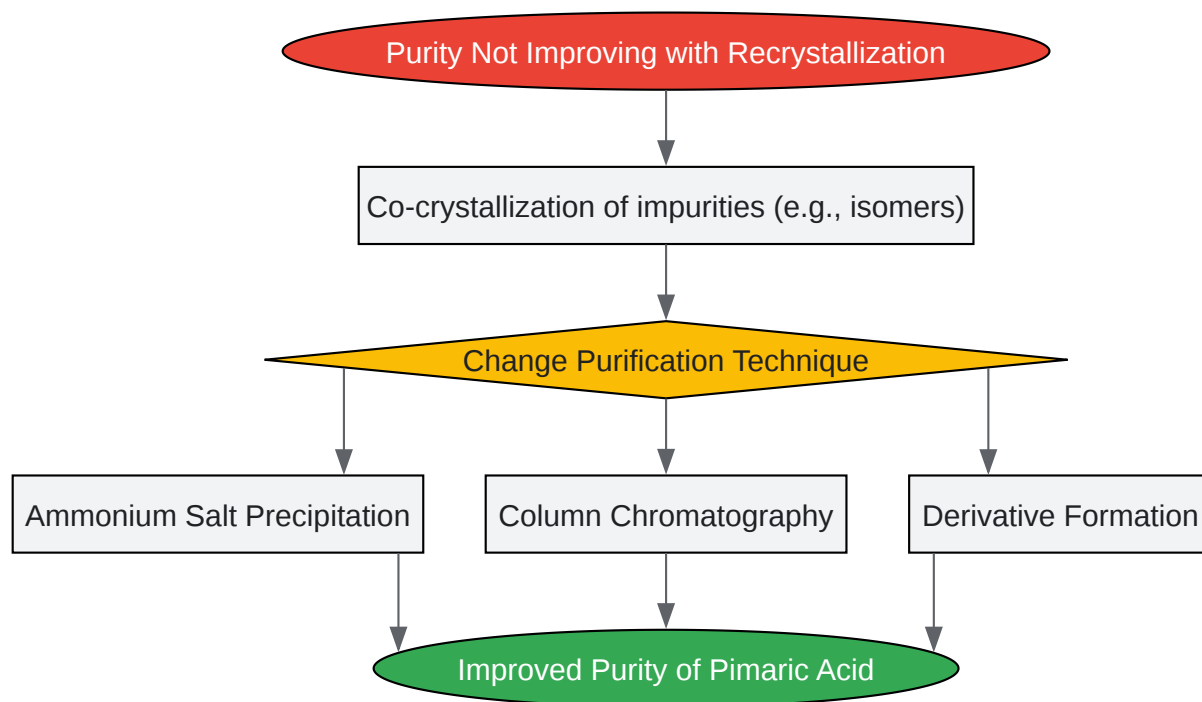 Purity Not Improving with Recrystallization
Co-crystallization of impurities (e.g., isomers)
Change Purification Technique
Ammonium Salt Precipitation
Column Chromatography
Derivative Formation
Improved Purity of Pimaric Acid